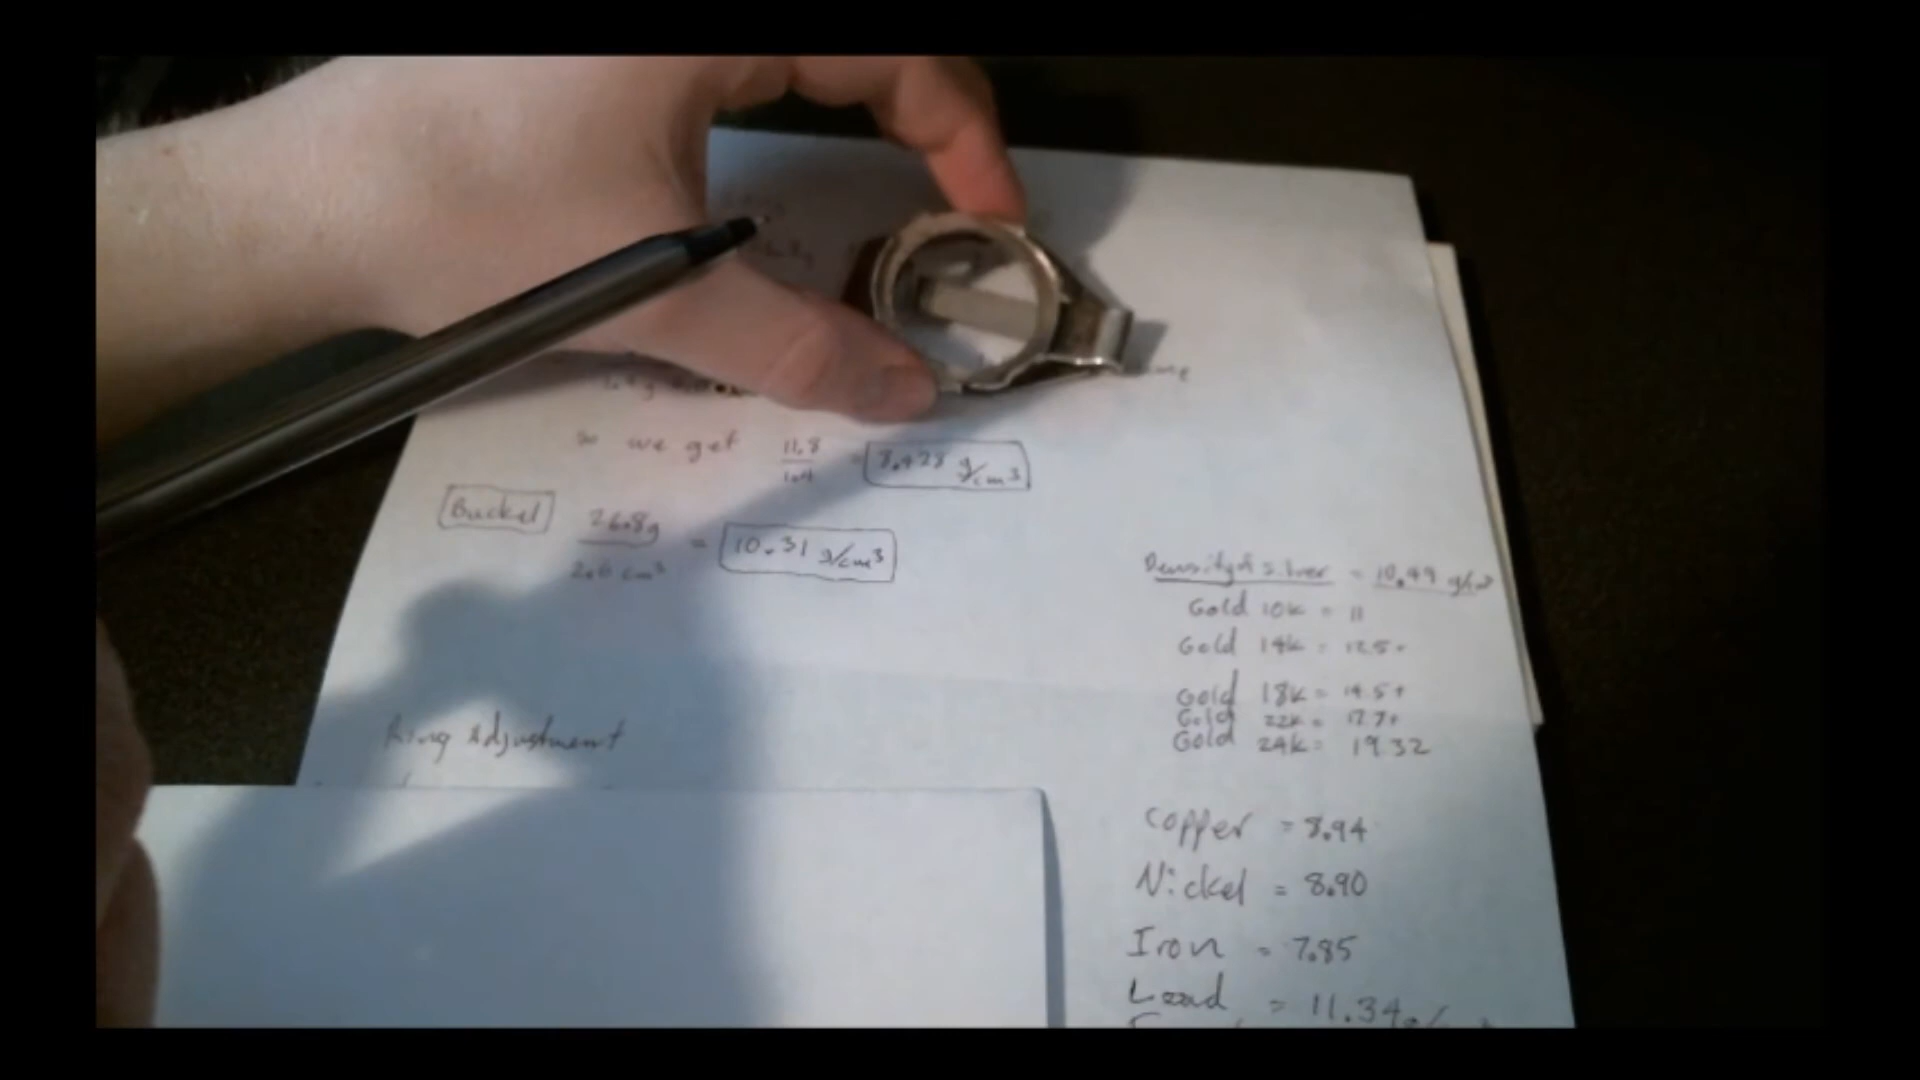 so we get 11.8 / 1.4 = 8.428 g/cm³
Buckel 26.8g / 2.6 cm³ = 10.31 g/cm³
Density of silver = 10.49
Gold 10k = 11
Gold 14k = 12.5+
Gold 18k = 14.5+
Gold 22k = 17.7+
Gold 24k = 19.32
Ring Adjustment
Copper = 8.94
Nickel = 8.90
Iron = 7.85
Lead = 11.34